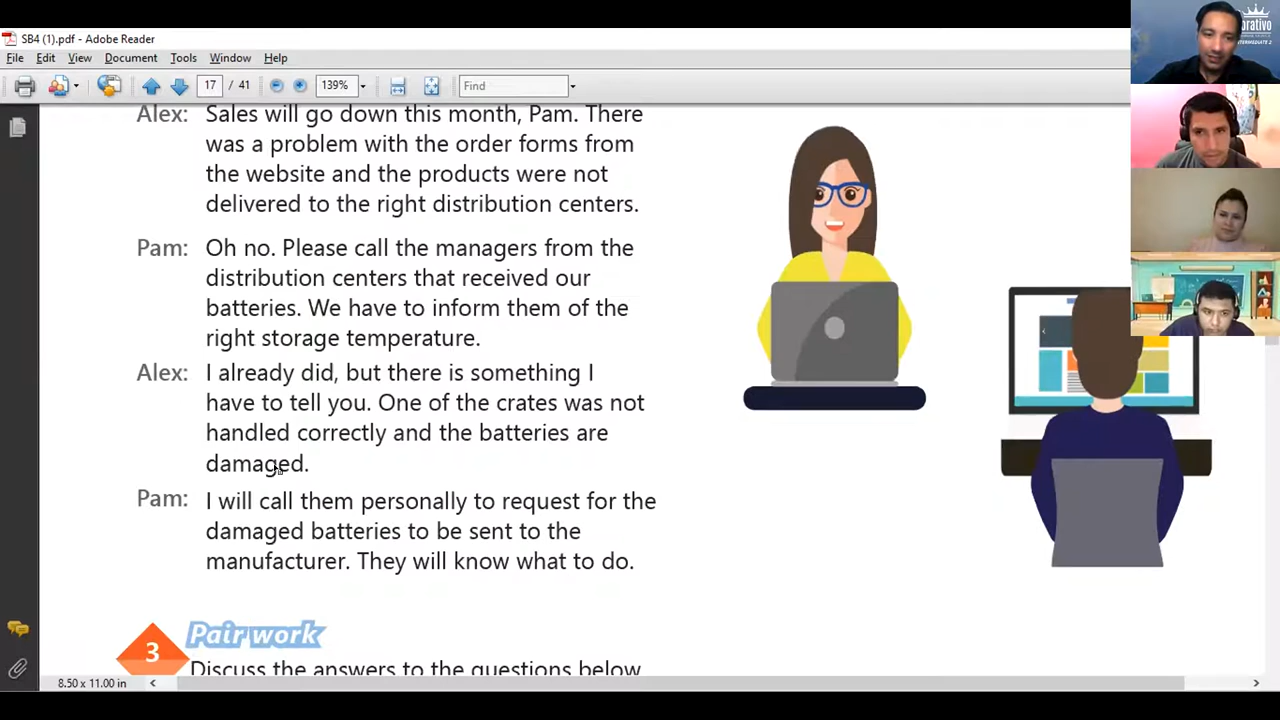 SB4 (1).pdf - Adobe Reader
File Edit View Document Tools Window Help
17 / 41 139% Find
Alex: Sales will go down this month, Pam. There
was a problem with the order forms from
the website and the products were not
delivered to the right distribution centers.
Pam: Oh no. Please call the managers from the
distribution centers that received our
batteries. We have to inform them of the
right storage temperature.
Alex: I already did, but there is something I
have to tell you. One of the crates was not
handled correctly and the batteries are
damaged.
Pam: I will call them personally to request for the
damaged batteries to be sent to the
manufacturer. They will know what to do.
3 Pair work
Discuss the answers to the questions below
8.50 x 11.00 in